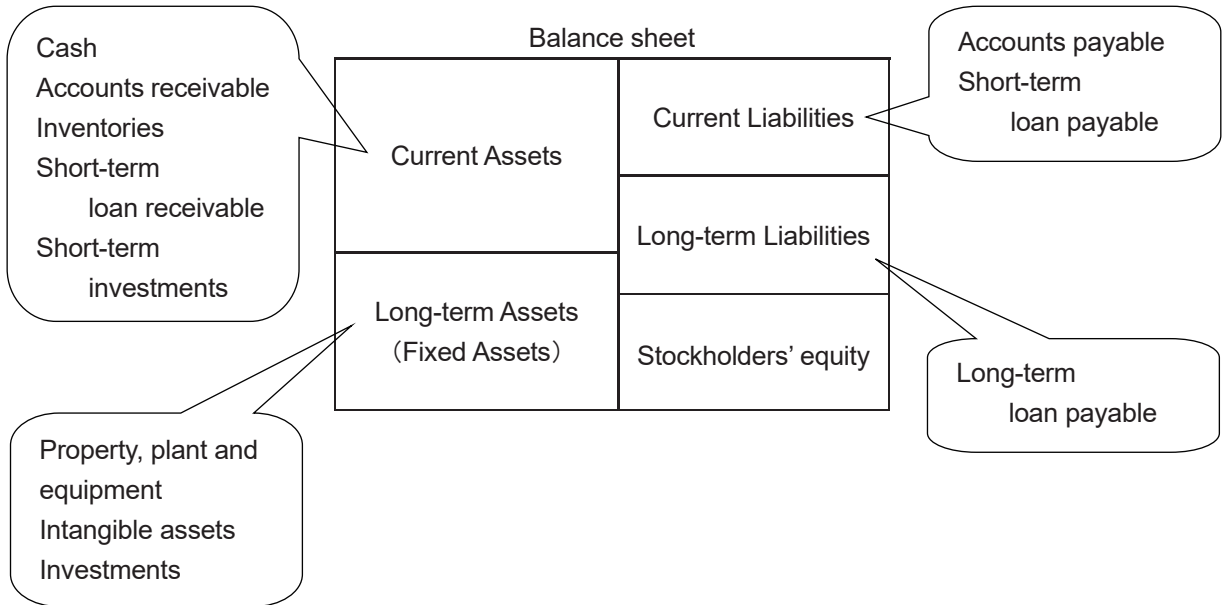 Balance sheet
Cash
Accounts receivable
Inventories
Short-term
loan receivable
Short-term
investments
Current Assets
Long-term Assets
（Fixed Assets）
Property, plant and
equipment
Intangible assets
Investments
Current Liabilities
Long-term Liabilities
Stockholders’ equity
Accounts payable
Short-term
loan payable
Long-term
loan payable